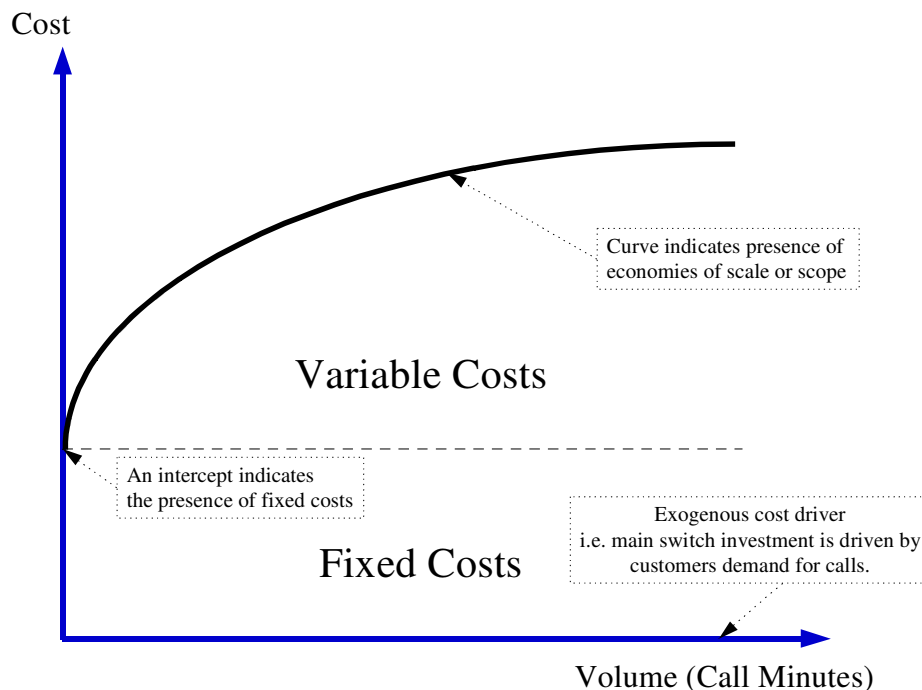 Cost
Curve indicates presence of
economies of scale or scope
Variable Costs
An intercept indicates
the presence of fixed costs
Exogenous cost driver
i.e. main switch investment is driven by
customers demand for calls.
Fixed Costs
Volume (Call Minutes)